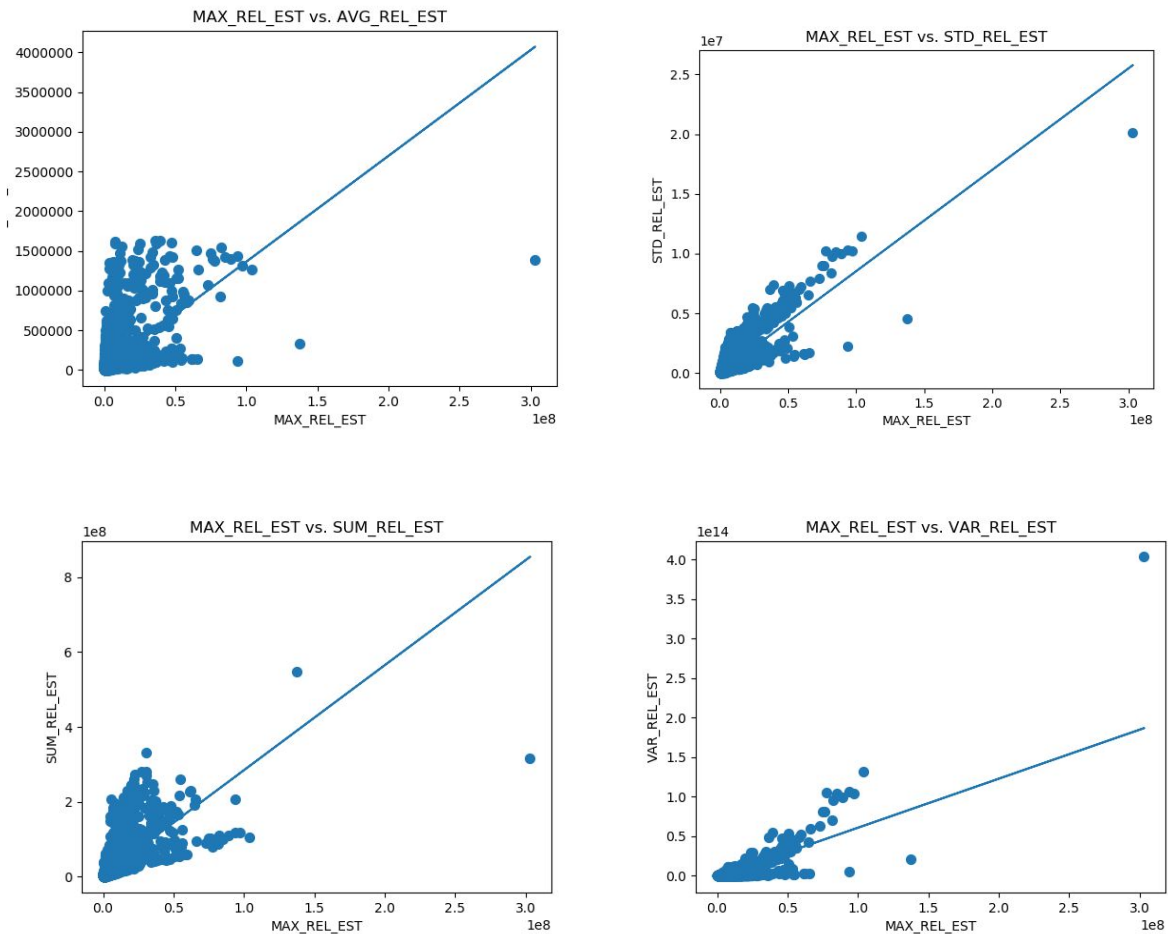 MAX_REL_EST vs. AVG_REL_EST
4000000
3500000
3000000
2500000
2000000
1500000
1000000
500000
0
0.0 0.5 1.0 1.5 2.0 2.5 3.0
1e8
MAX_REL_EST
MAX_REL_EST vs. STD_REL_EST
1e7
2.5
2.0
1.5
1.0
0.5
0.0
STD_REL_EST
0.0 0.5 1.0 1.5 2.0 2.5 3.0
1e8
MAX_REL_EST
MAX_REL_EST vs. SUM_REL_EST
1e8
8
6
4
2
0
SUM_REL_EST
0.0 0.5 1.0 1.5 2.0 2.5 3.0
1e8
MAX_REL_EST
MAX_REL_EST vs. VAR_REL_EST
1e14
4.0
3.5
3.0
2.5
2.0
1.5
1.0
0.5
0.0
VAR_REL_EST
0.0 0.5 1.0 1.5 2.0 2.5 3.0
1e8
MAX_REL_EST